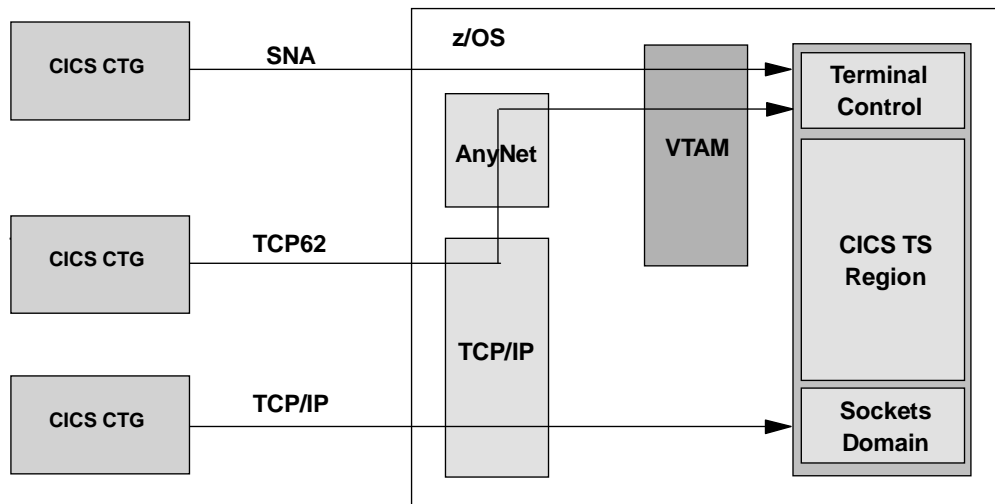 z/OS
CICS CTG
SNA
Terminal
Control
AnyNet
VTAM
CICS CTG
TCP62
CICS TS
Region
TCP/IP
CICS CTG
TCP/IP
Sockets
Domain